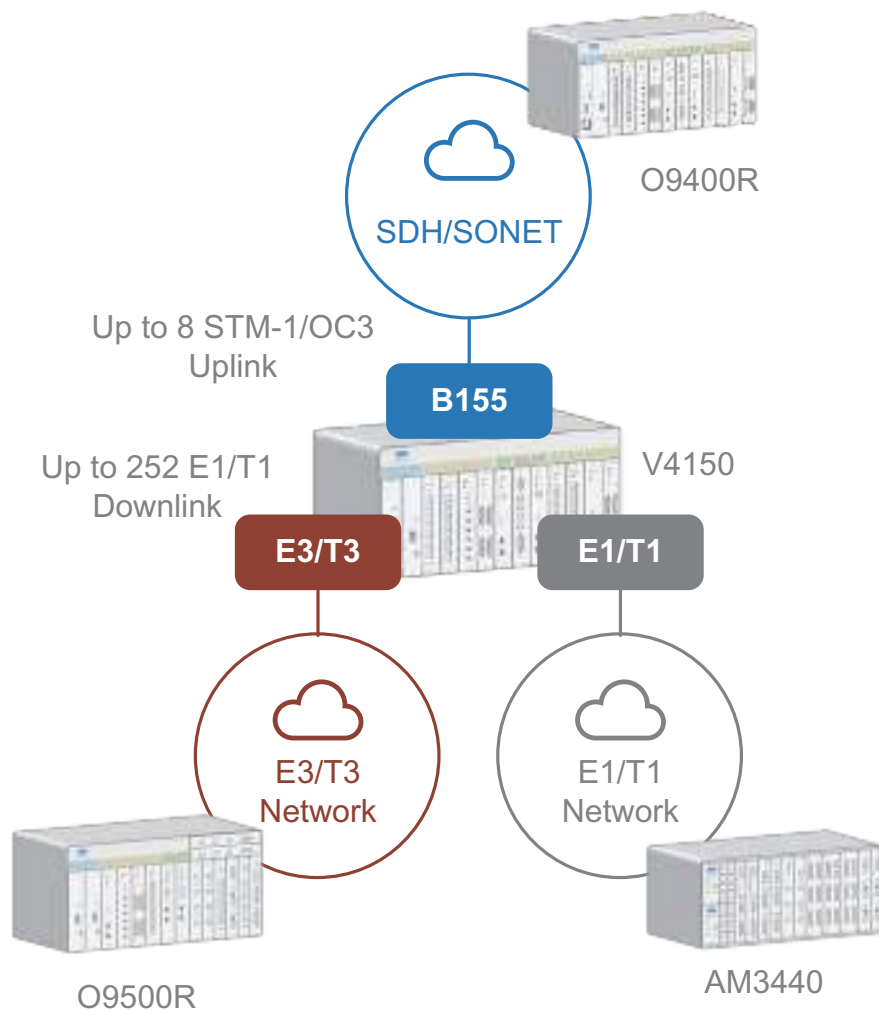 O9400R
SDH/SONET
Up to 8 STM-1/OC3
Uplink
B155
Up to 252 E1/T1
Downlink
V4150
E3/T3
E1/T1
E3/T3
Network
E1/T1
Network
O9500R
AM3440